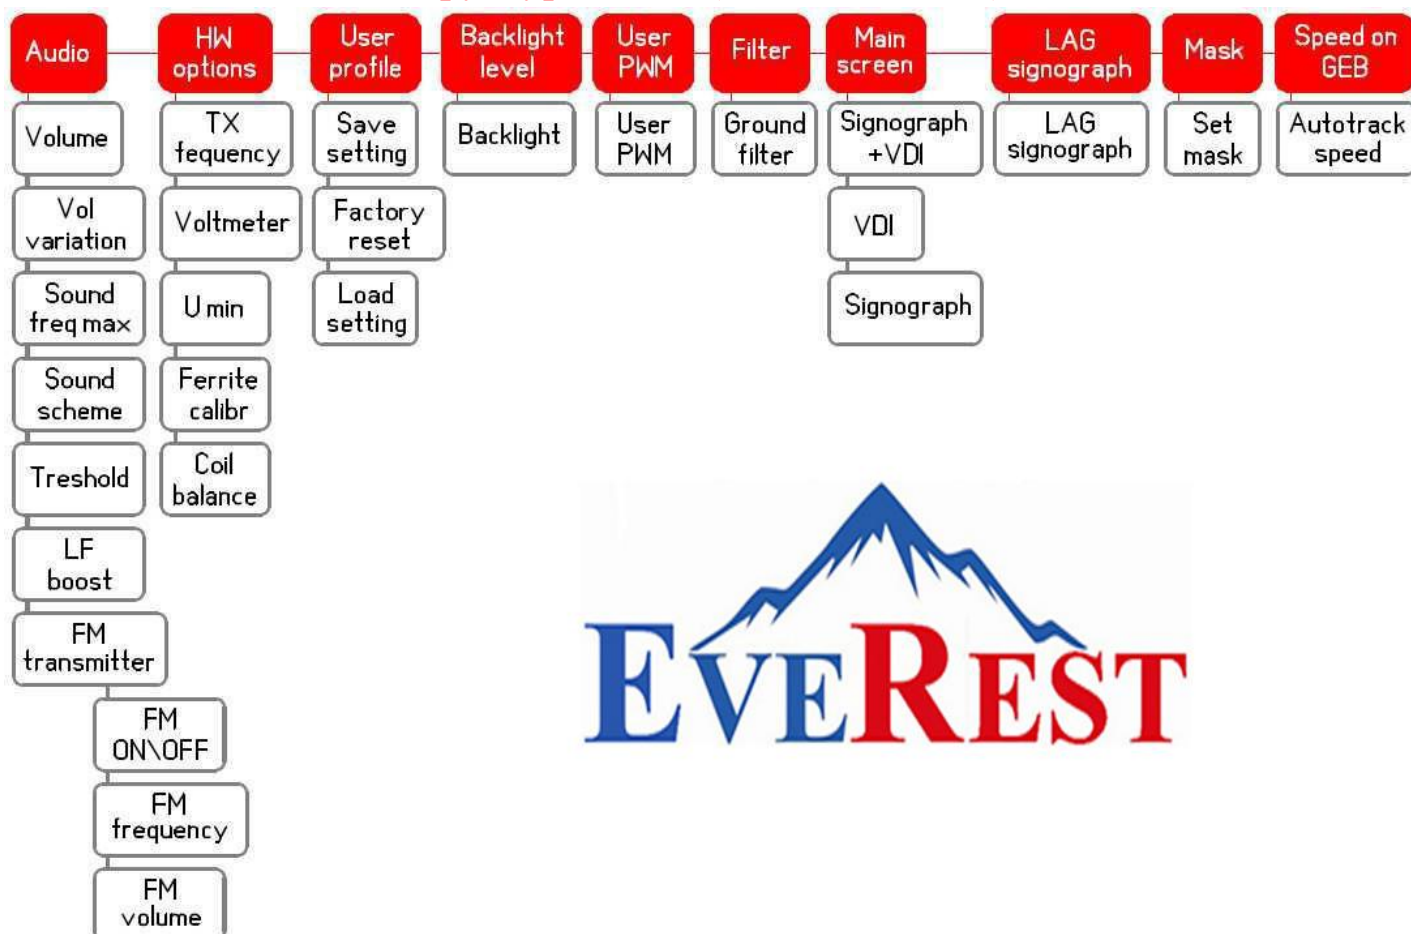 Audio
HW
options
User
profile
Backlight
level
User
PWM
Filter
Main
screen
LAG
signograph
Mask
Speed on
GEB
Volume
Vol
variation
Sound
freq max
Sound
scheme
Treshold
LF
boost
FM
transmitter
FM
ON\OFF
FM
frequency
FM
volume
TX
fequency
Voltmeter
U min
Ferrite
calibr
Coil
balance
Save
setting
Factory
reset
Load
setting
Backlight
User
PWM
Ground
filter
Signograph
+VDI
VDI
Signograph
LAG
signograph
Set
mask
Autotrack
speed
EVEREST